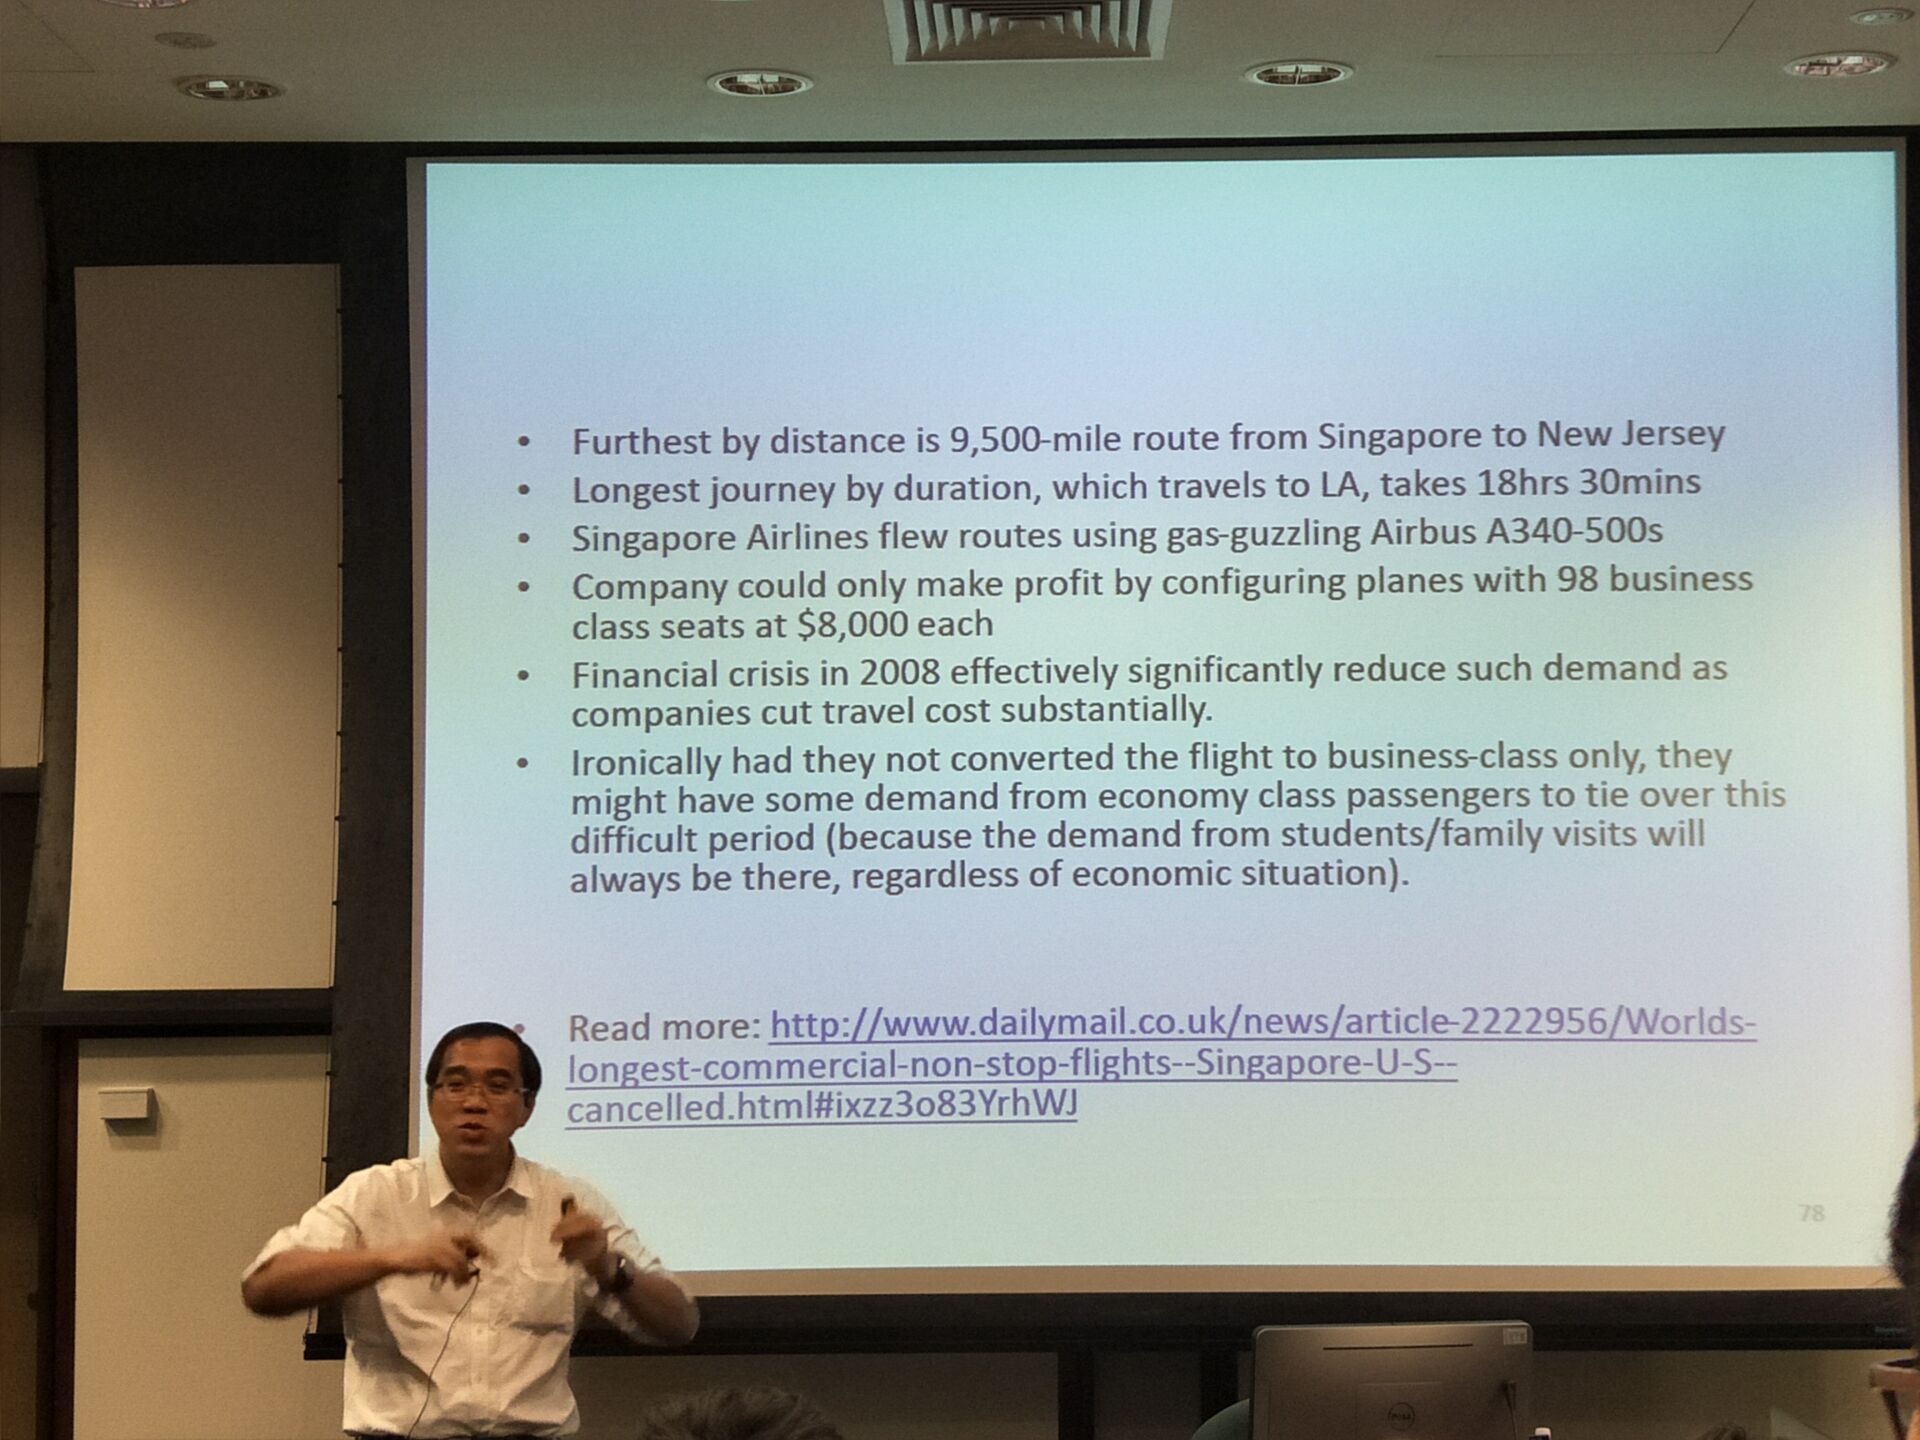 • Furthest by distance is 9,500-mile route from Singapore to New Jersey
• Longest journey by duration, which travels to LA, takes 18hrs 30mins
• Singapore Airlines flew routes using gas-guzzling Airbus A340-500s
• Company could only make profit by configuring planes with 98 business
class seats at $8,000 each
• Financial crisis in 2008 effectively significantly reduce such demand as
companies cut travel cost substantially.
• Ironically had they not converted the flight to business-class only, they
might have some demand from economy class passengers to tie over this
difficult period (because the demand from students/family visits will
always be there, regardless of economic situation).
• Read more: http://www.dailymail.co.uk/news/article-2222956/Worlds-
longest-commercial-non-stop-flights--Singapore-U-S--
cancelled.html#ixzz3o83YrhWJ
78
DELL